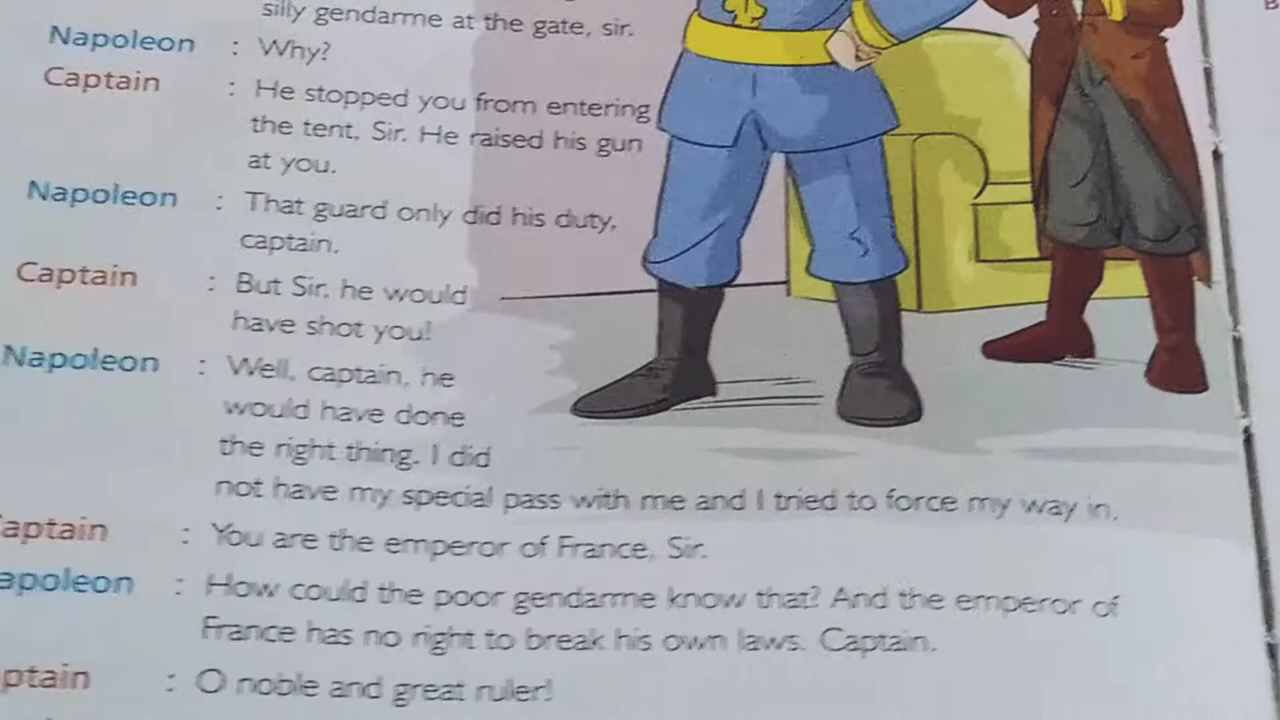 silly gendarme at the gate, sir.
Napoleon : Why?
Captain : He stopped you from entering
the tent, Sir. He raised his gun
at you.
Napoleon : That guard only did his duty,
captain.
Captain : But Sir, he would
have shot you!
Napoleon : Well, captain, he
would have done
the right thing. I did
not have my special pass with me and I tried to force my way in.
aptain : You are the emperor of France, Sir.
apoleon : How could the poor gendarme know that? And the emperor of
France has no right to break his own laws. Captain.
ptain : O noble and great ruler!